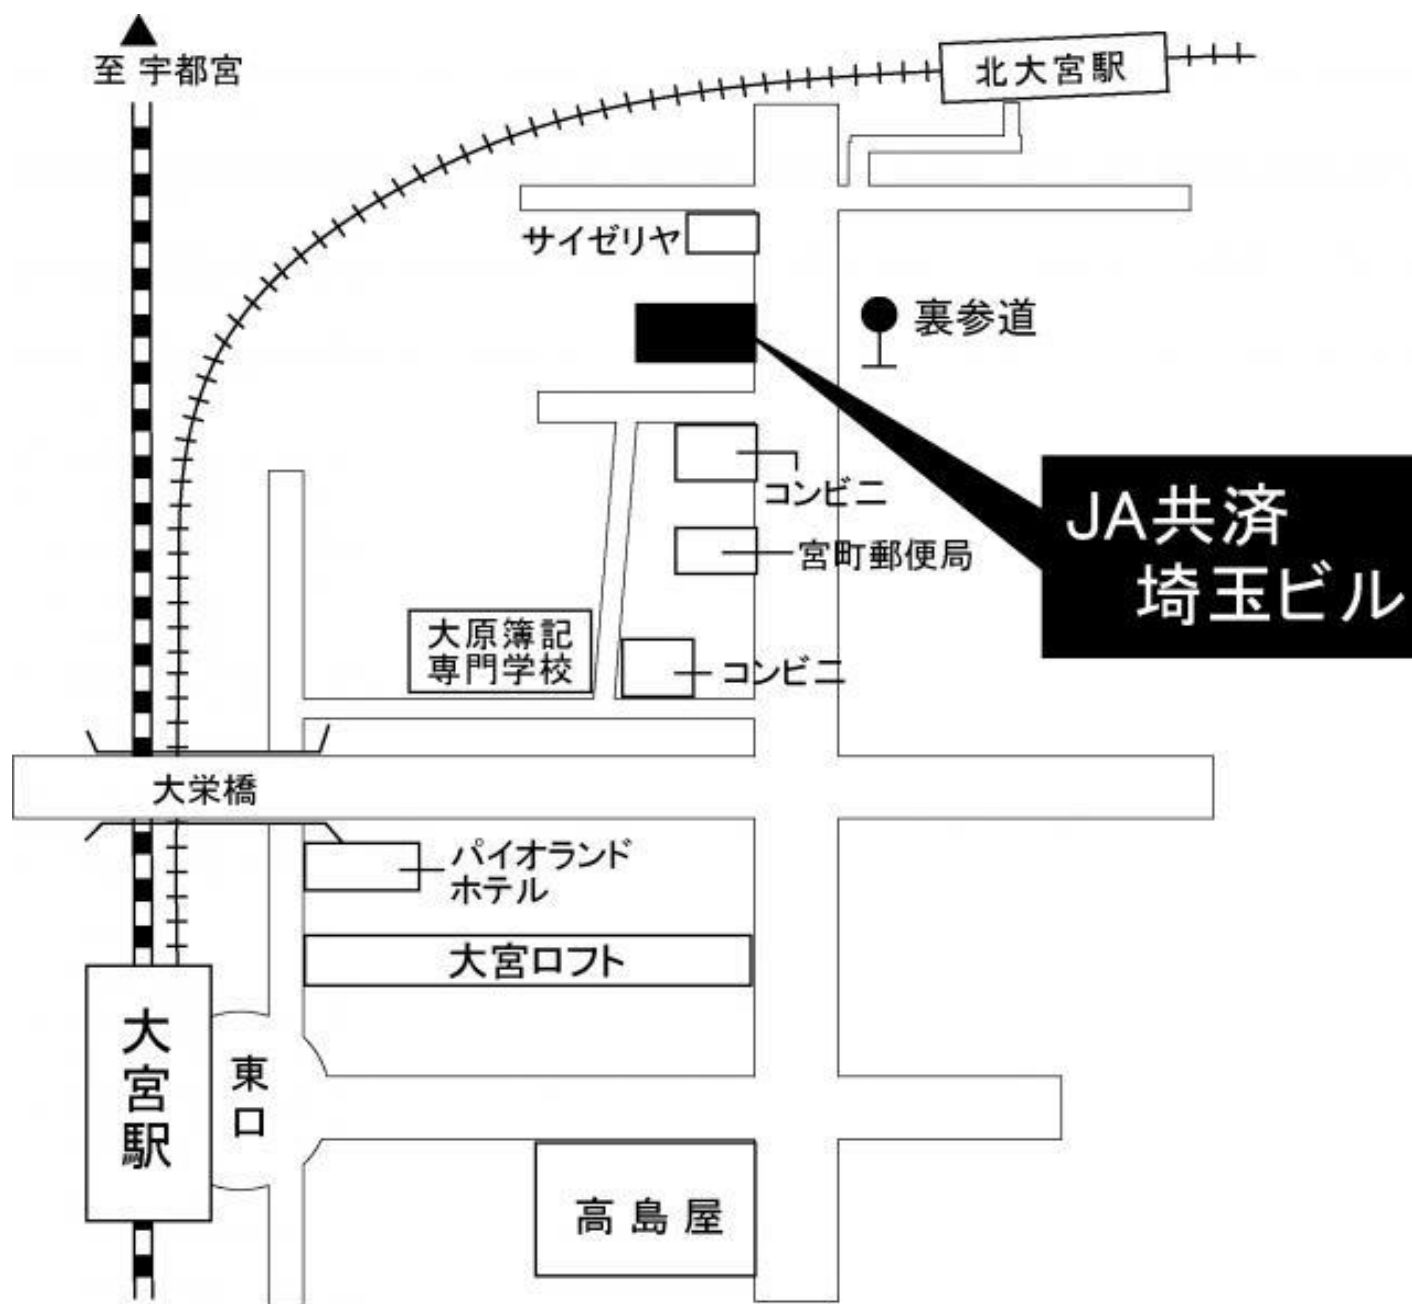 至 宇都宮
北大宮駅
サイゼリヤ
裏参道
コンビニ
JA共済
埼玉ビル
宮町郵便局
大原簿記
専門学校
コンビニ
大栄橋
パイオランド
ホテル
大宮ロフト
大宮駅
東口
高島屋